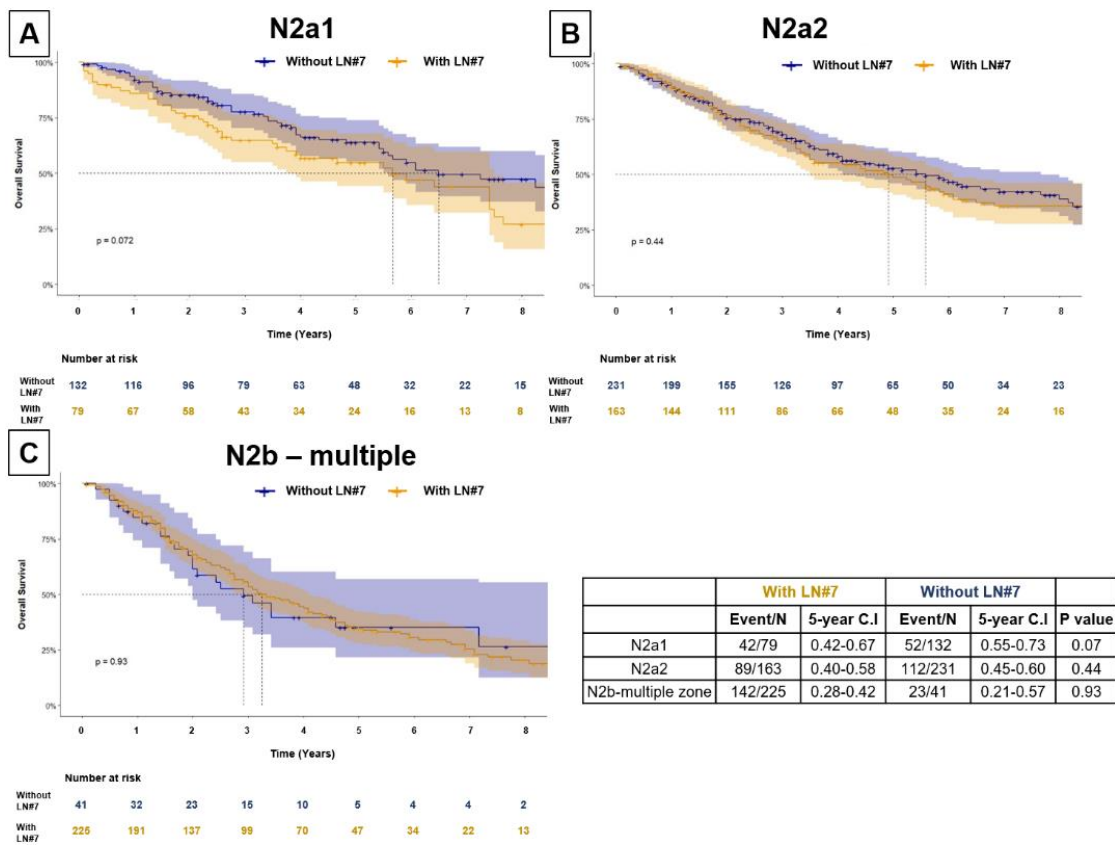 A
N2a1
Without LN#7 With LN#7
100%
75%
50%
25%
0%
Overall Survival
p = 0.072
0 1 2 3 4 5 6 7 8
Time (Years)
Number at risk
Without LN#7 132 116 96 79 63 48 32 22 15
With LN#7 79 67 58 43 34 24 16 13 8
B
N2a2
Without LN#7 With LN#7
100%
75%
50%
25%
0%
Overall Survival
p = 0.44
0 1 2 3 4 5 6 7 8
Time (Years)
Number at risk
Without LN#7 231 199 155 126 97 65 50 34 23
With LN#7 163 144 111 86 66 48 35 24 16
C
N2b – multiple
Without LN#7 With LN#7
100%
75%
50%
25%
0%
Overall Survival
p = 0.93
0 1 2 3 4 5 6 7 8
Time (Years)
Number at risk
Without LN#7 41 32 23 15 10 5 4 4 2
With LN#7 225 191 137 99 70 47 34 22 13
With LN#7 Without LN#7
Event/N 5-year C.I Event/N 5-year C.I P value
N2a1 42/79 0.42-0.67 52/132 0.55-0.73 0.07
N2a2 89/163 0.40-0.58 112/231 0.45-0.60 0.44
N2b-multiple zone 142/225 0.28-0.42 23/41 0.21-0.57 0.93